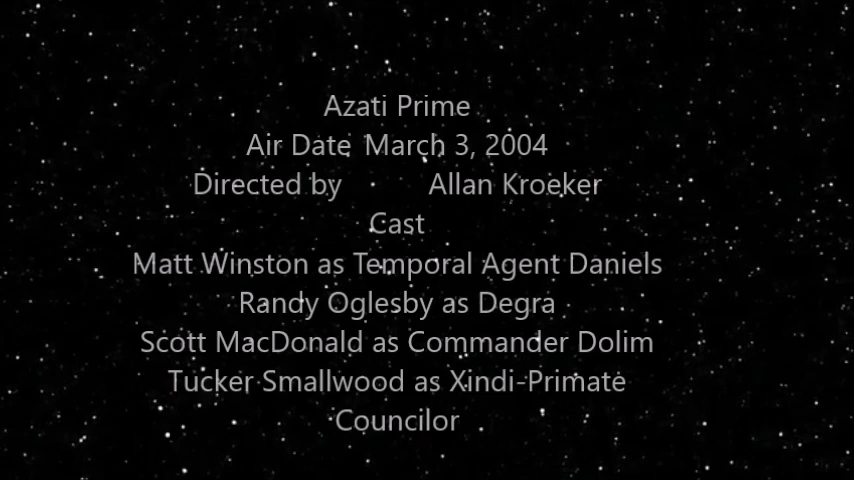 Azati Prime
Air Date March 3, 2004
Directed by Allan Kroeker
Cast
Matt Winston as Temporal Agent Daniels
Randy Oglesby as Degra
Scott MacDonald as Commander Dolim
Tucker Smallwood as Xindi-Primate
Councilor